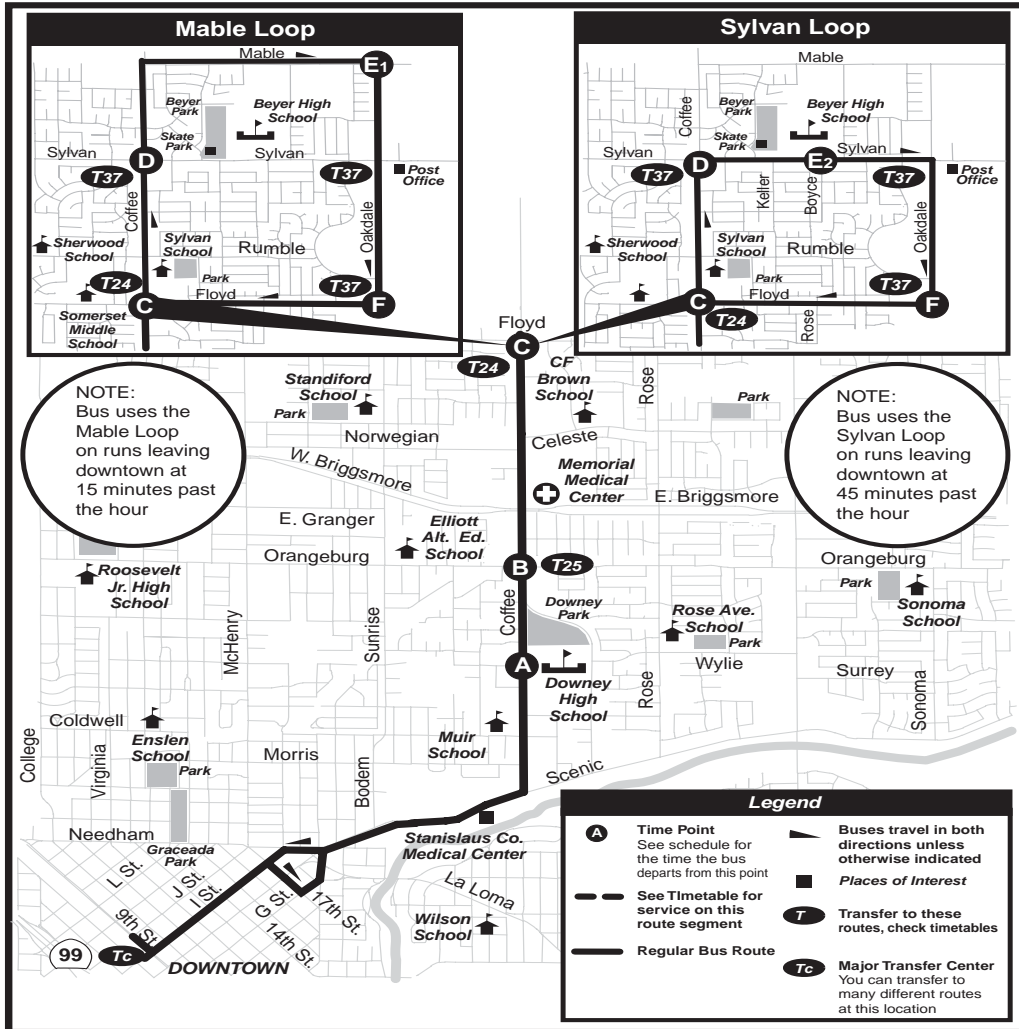 Mable Loop
Mable
E1
Beyer
Park
Beyer High
School
Skate
Park
Sylvan
Sylvan
D
T37
T37
Post
Office
Coffee
Oakdale
Sherwood
School
Sylvan
School
Rumble
Park
T24
T37
C
Floyd
F
Somerset
Middle
School
Sylvan Loop
Mable
Coffee
Beyer
Park
Beyer High
School
Skate
Park
Sylvan
Sylvan
D
E2
T37
T37
Post
Office
Keller
Boyce
Oakdale
Sherwood
School
Sylvan
School
Rumble
Park
T37
C
Floyd
F
T24
Rose
Floyd
C
T24
CF
Brown
School
Rose
NOTE:
Bus uses the
Mable Loop
on runs leaving
downtown at
15 minutes past
the hour
NOTE:
Bus uses the
Sylvan Loop
on runs leaving
downtown at
45 minutes past
the hour
Standiford
School
Park
Park
Norwegian
Celeste
W. Briggsmore
Memorial
Medical
Center
E. Briggsmore
E. Granger
Elliott
Alt. Ed.
School
Orangeburg
Orangeburg
B
T25
Roosevelt
Jr. High
School
Park
Sonoma
School
McHenry
Sunrise
Coffee
Downey
Park
Rose Ave.
School
Park
Wylie
A
Downey
High
School
Rose
Surrey
Sonoma
Coldwell
Enslen
School
Park
Muir
School
Morris
College
Virginia
Bodem
Scenic
Needham
Graceada
Park
Stanislaus Co.
Medical Center
L St.
J St.
I St.
G St.
17th St.
14th St.
9th St.
La Loma
Wilson
School
99
Tc
DOWNTOWN
Legend
A
Time Point
See schedule for
the time the bus
departs from this point
See TImetable for
service on this
route segment
Regular Bus Route
Buses travel in both
directions unless
otherwise indicated
Places of Interest
T
Transfer to these
routes, check timetables
Tc
Major Transfer Center
You can transfer to
many different routes
at this location